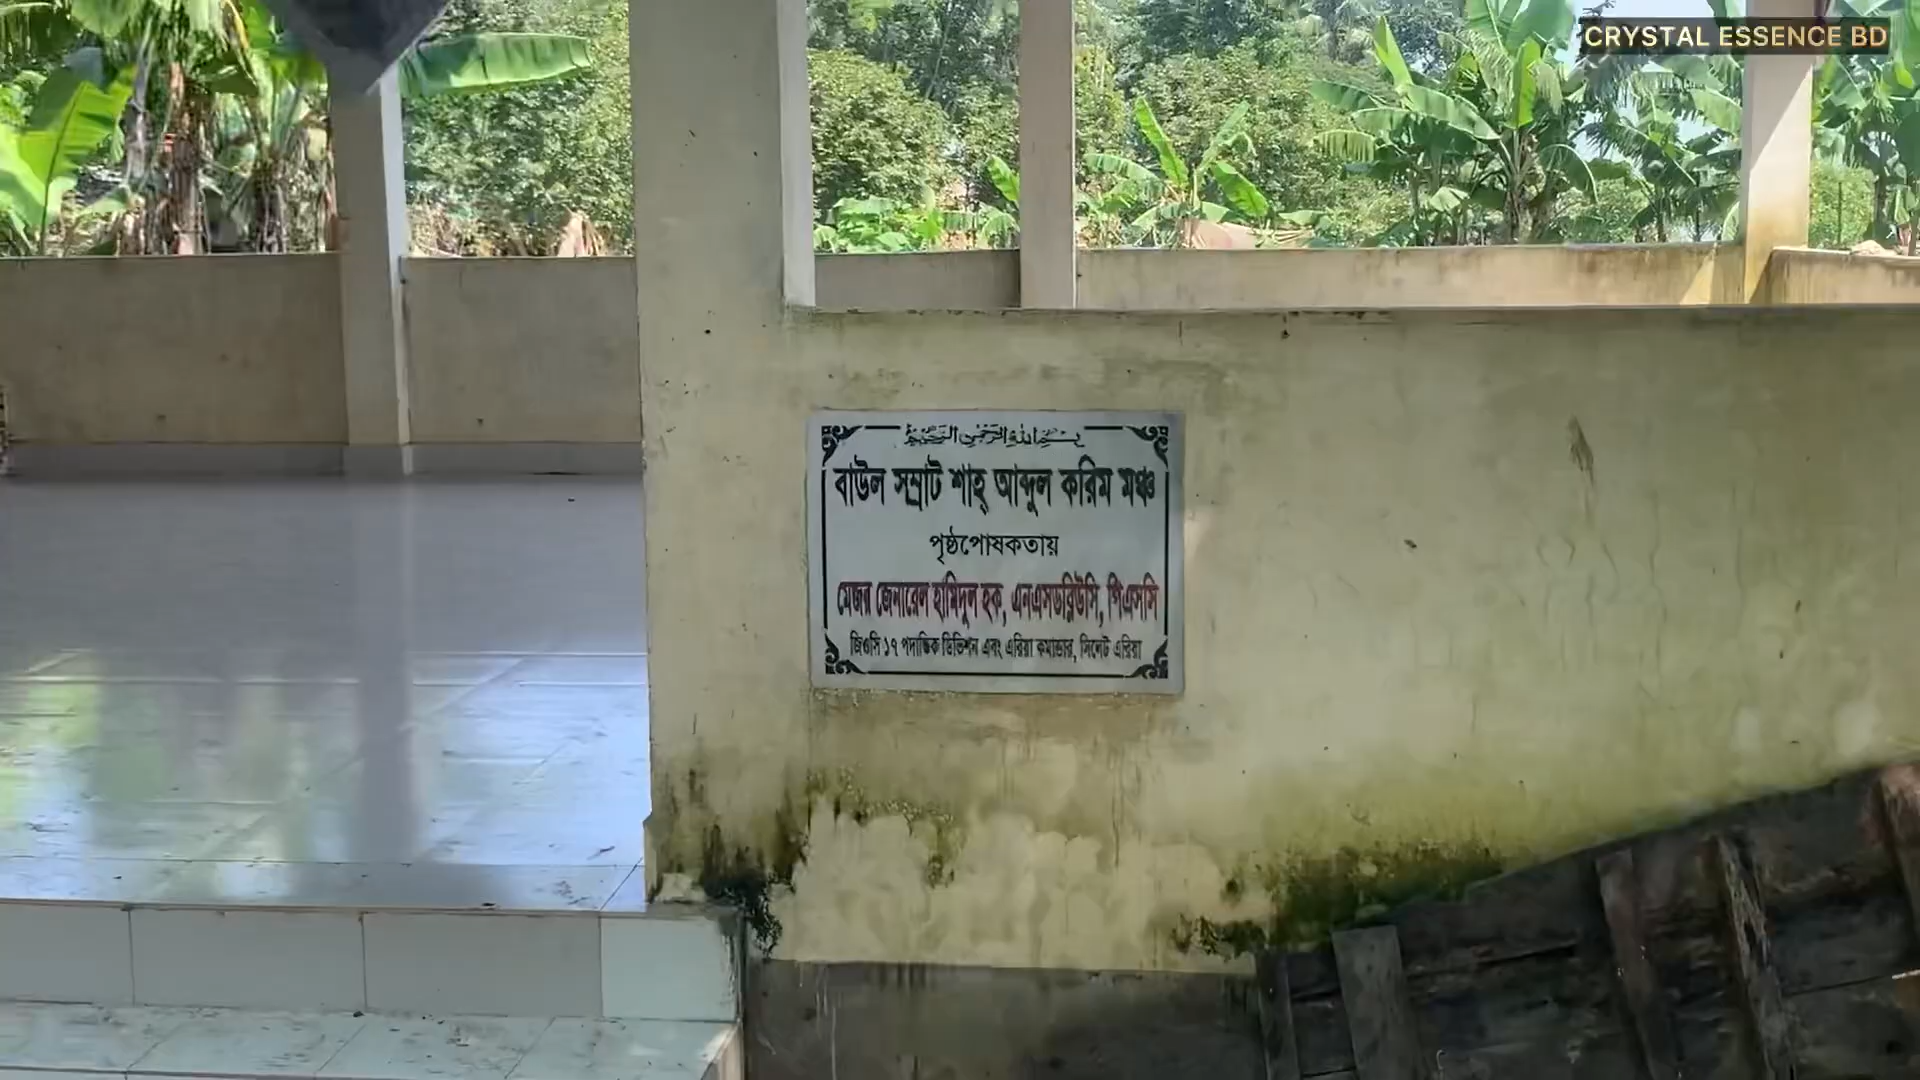 CRYSTAL ESSENCE BD
بسم الله الرحمن الرحيم
বাউল সম্রাট শাহ্ আব্দুল করিম মঞ্চ
পৃষ্ঠপোষকতায়
মেজর জেনারেল হামিদুল হক, এনএসডব্লিউসি, পিএসসি
জিওসি ১৭ পদাতিক ডিভিশন এবং এরিয়া কমান্ডার, সিলেট এরিয়া